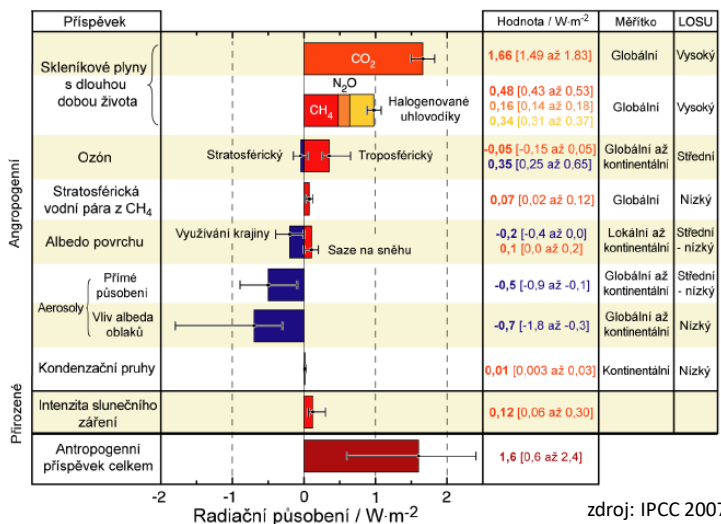 Příspěvek
Hodnota / W·m-2
Měřítko
LOSU
Skleníkové plyny
s dlouhou
dobou života
CO2
1,66 [1,49 až 1.83]
Globální
Vysoký
N2O
CH4
Halogenované
uhlovodíky
0,48 [0,43 až 0.53]
0,16 [0,14 až 0,18]
0,34 [0,31 až 0,37]
Globální
Vysoký
Ozón
Stratosférický
Troposférický
-0,05 [-0,15 až 0,05]
0,35 [0,25 až 0,65]
Globální až
kontinentální
Střední
Stratosférická
vodní pára z CH4
0,07 [0,02 až 0,12]
Globální
Nízký
Albedo povrchu
Využívání krajiny
Saze na sněhu
-0,2 [-0,4 až 0,0]
0,1 [0,0 až 0,2]
Lokální až
kontinentální
Střední
- nízký
Aerosoly
Přímé
působení
-0,5 [-0,9 až -0,1]
Globální až
kontinentální
Střední
- nízký
Vliv albeda
oblaků
-0,7 [-1,8 až -0,3]
Globální až
kontinentální
Nízký
Kondenzační pruhy
0,01 [0,003 až 0,03]
Kontinentální
Nízký
Intenzita slunečního
záření
0,12 [0,06 až 0,30]
Antropogenní
příspěvek celkem
1,6 [0,6 až 2,4]
Angropogenní
Přirozené
-2 -1 0 1 2
Radiační působení / W·m-2
zdroj: IPCC 2007